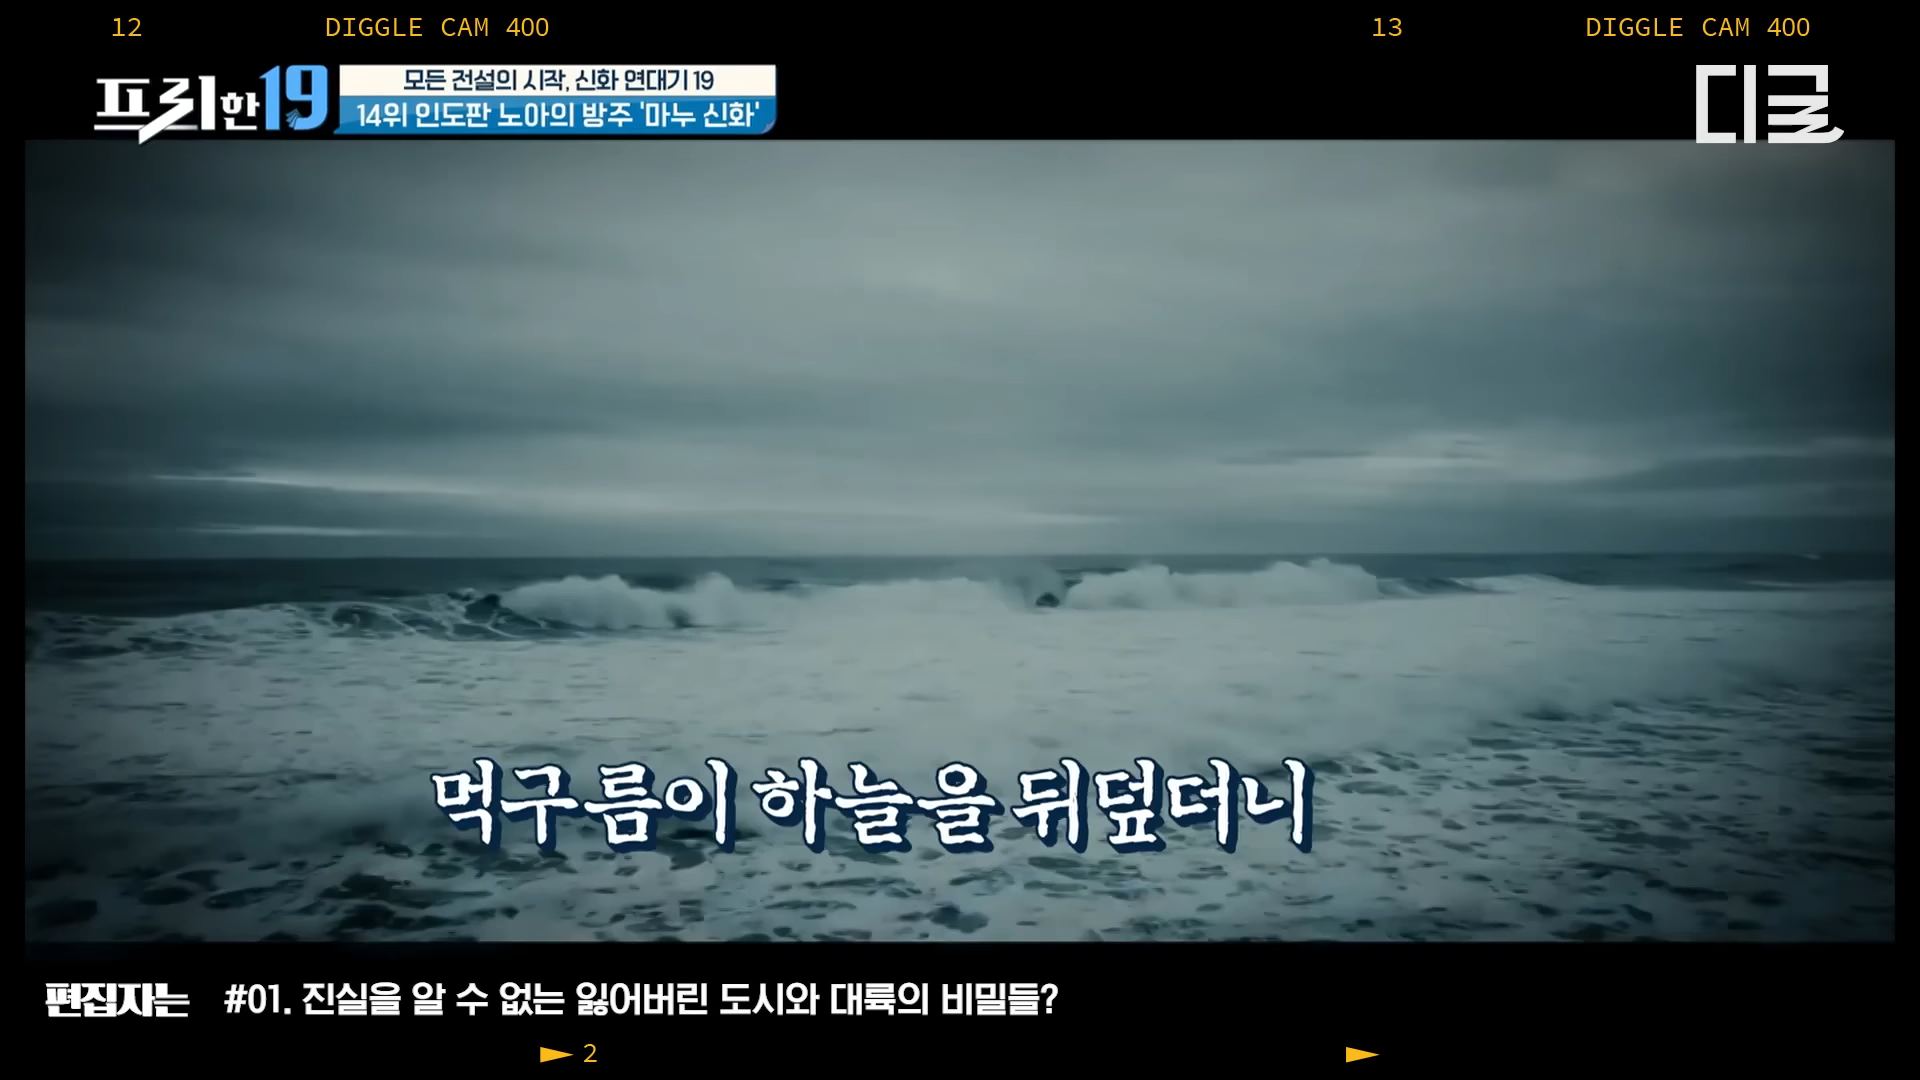 12 DIGGLE CAM 400 13 DIGGLE CAM 400
프리한19
모든 전설의 시작, 신화 연대기 19
14위 인도판 노아의 방주 '마누 신화'
디글
먹구름이 하늘을 뒤덮더니
편집자는 #01. 진실을 알 수 없는 잃어버린 도시와 대륙의 비밀들?
2